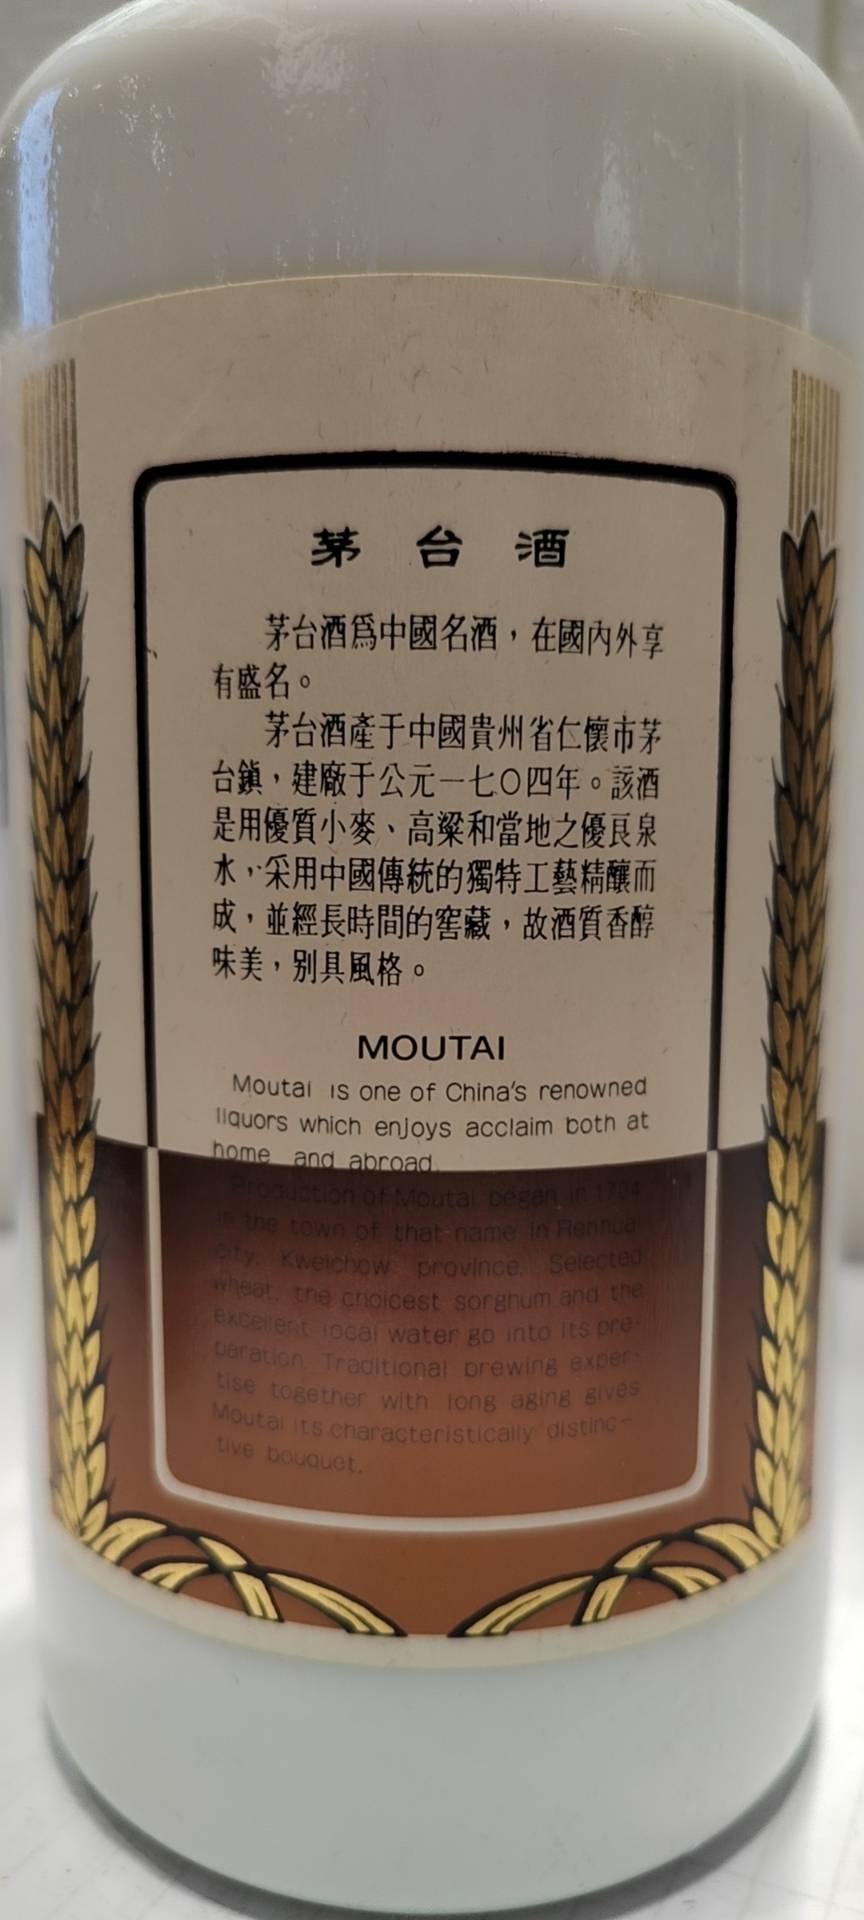 茅台酒
茅台酒爲中國名酒，在國內外享
有盛名。
茅台酒產于中國貴州省仁懷市茅
台鎮，建廠于公元一七〇四年。該酒
是用優質小麥、高粱和當地之優良泉
水，采用中國傳統的獨特工藝精釀而
成，並經長時間的窖藏，故酒質香醇
味美，别具風格。
MOUTAI
Moutai is one of China's renowned
liquors which enjoys acclaim both at
home and abroad.
Production of Moutai began in 1704
in the town of that name in Renhuai
City, Kweichow province. Selected
wheat, the choicest sorghum and the
excellent local water go into its pre-
paration. Traditional brewing exper-
tise together with long aging gives
Moutai its characteristically distinc-
tive bouquet.